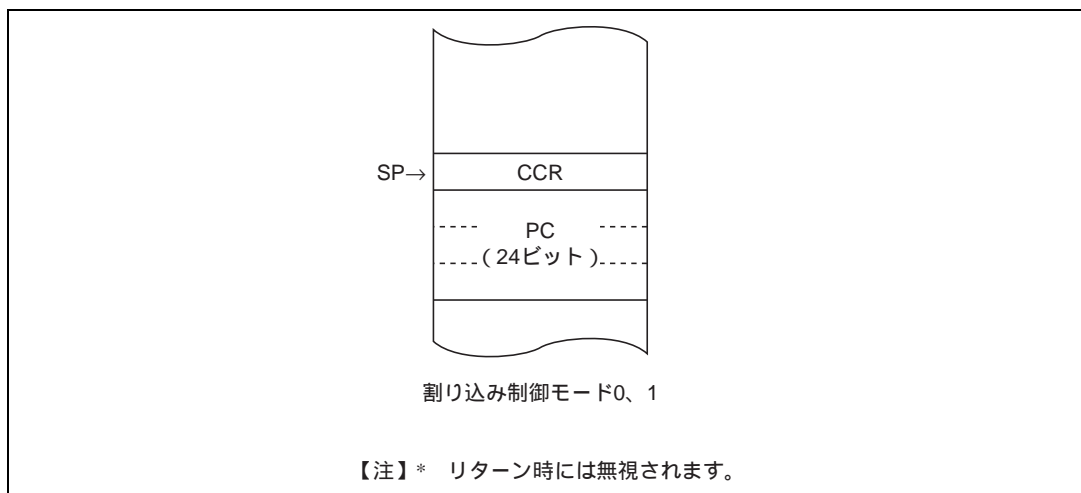 SP→ CCR
PC
(24ビット)
割り込み制御モード0、1
【注】* リターン時には無視されます。